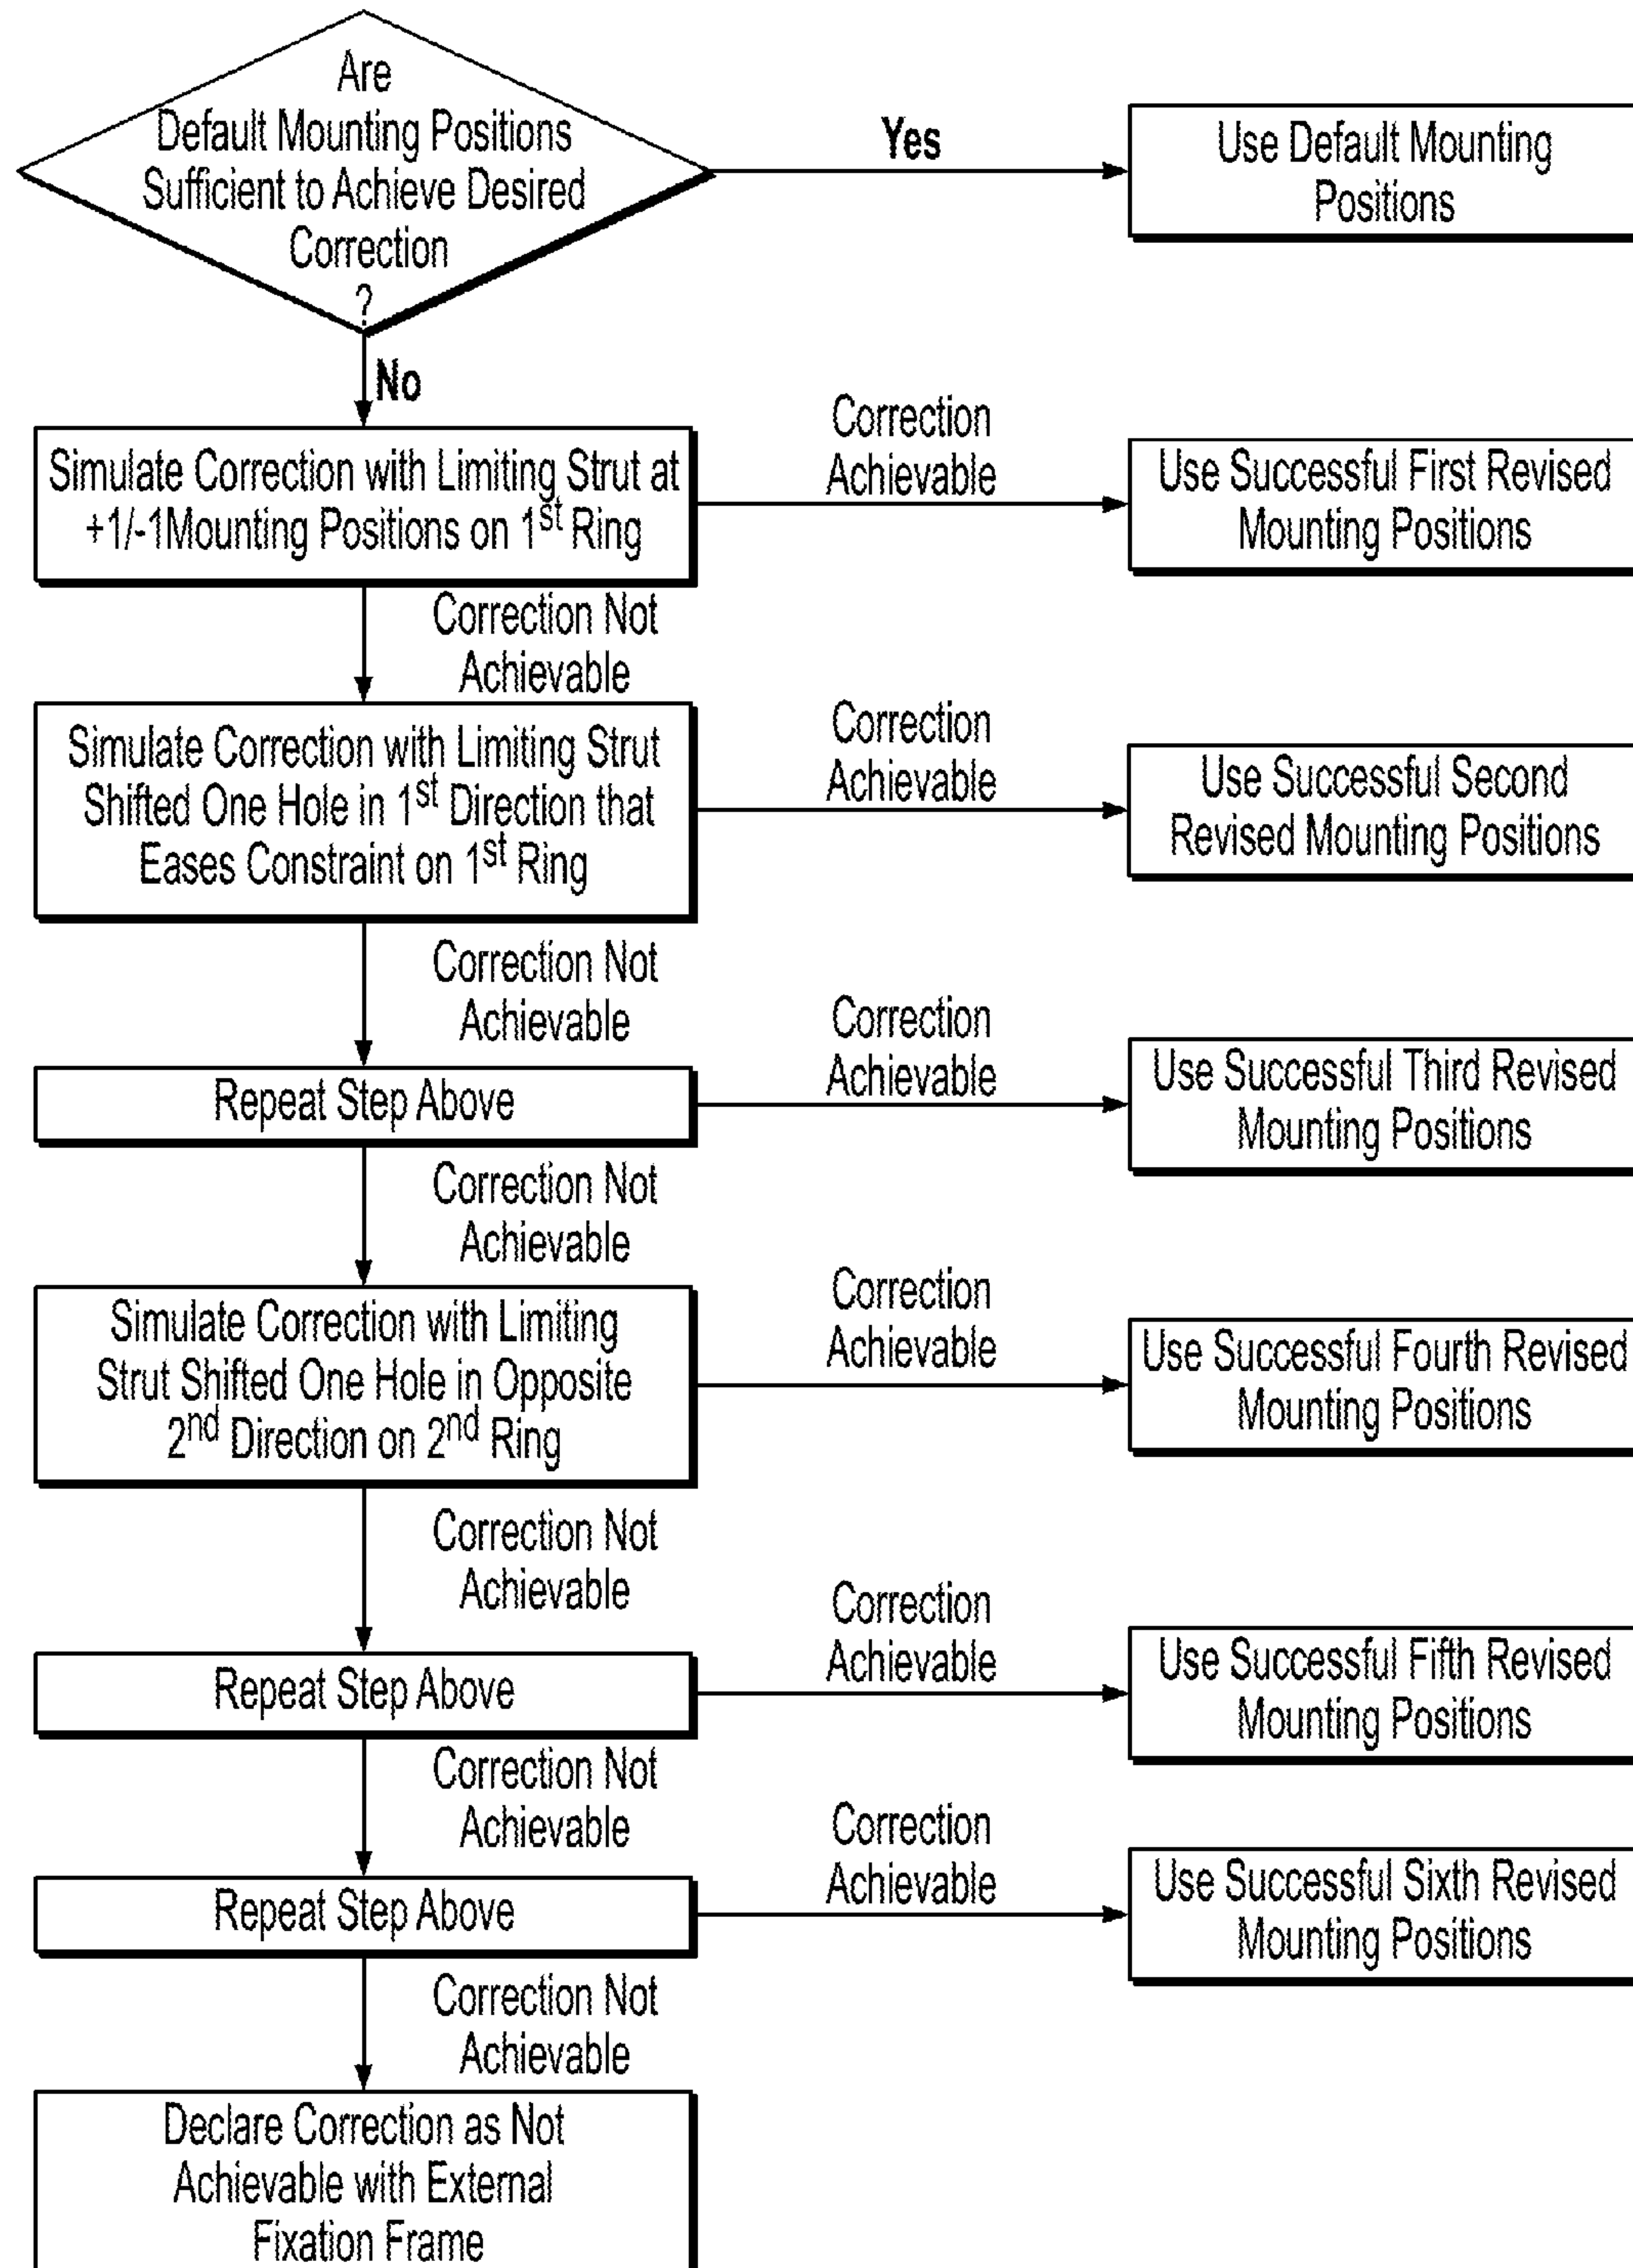 Are
Default Mounting Positions
Sufficient to Achieve Desired
Correction
?
Yes
Use Default Mounting
Positions
No
Simulate Correction with Limiting Strut at
+1/-1Mounting Positions on 1st Ring
Correction
Achievable
Use Successful First Revised
Mounting Positions
Correction Not
Achievable
Simulate Correction with Limiting Strut
Shifted One Hole in 1st Direction that
Eases Constraint on 1st Ring
Correction
Achievable
Use Successful Second
Revised Mounting Positions
Correction Not
Achievable
Repeat Step Above
Correction
Achievable
Use Successful Third Revised
Mounting Positions
Correction Not
Achievable
Simulate Correction with Limiting
Strut Shifted One Hole in Opposite
2nd Direction on 2nd Ring
Correction
Achievable
Use Successful Fourth Revised
Mounting Positions
Correction Not
Achievable
Repeat Step Above
Correction
Achievable
Use Successful Fifth Revised
Mounting Positions
Correction Not
Achievable
Repeat Step Above
Correction
Achievable
Use Successful Sixth Revised
Mounting Positions
Correction Not
Achievable
Declare Correction as Not
Achievable with External
Fixation Frame